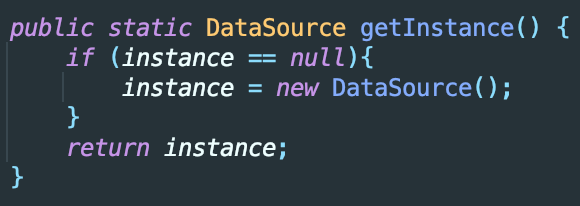 public static DataSource getInstance() {
    if (instance == null){
        instance = new DataSource();
    }
    return instance;
}